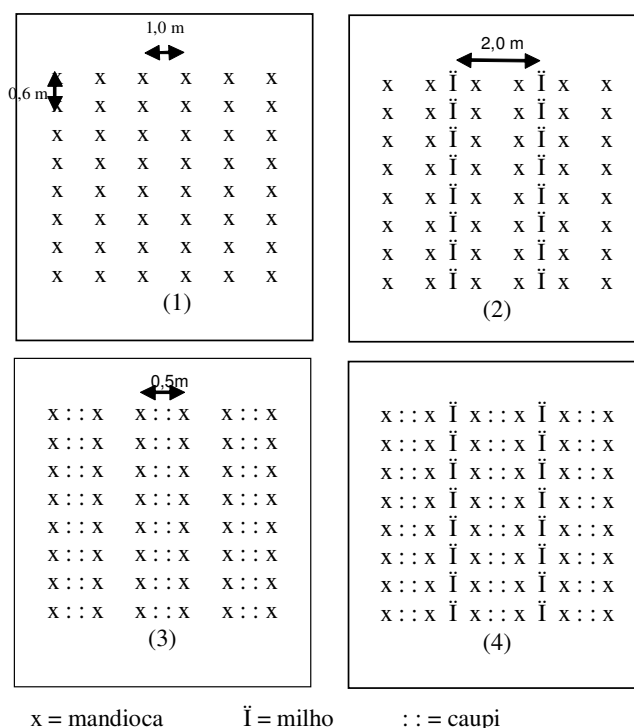 1,0 m
x x x x x x
0,6 m
x x x x x x
x x x x x x
x x x x x x
x x x x x x
x x x x x x
x x x x x x
x x x x x x
(1)
2,0 m
x x Ï x x Ï x x
x x Ï x x Ï x x
x x Ï x x Ï x x
x x Ï x x Ï x x
x x Ï x x Ï x x
x x Ï x x Ï x x
x x Ï x x Ï x x
x x Ï x x Ï x x
(2)
0,5m
x : : x x : : x x : : x
x : : x x : : x x : : x
x : : x x : : x x : : x
x : : x x : : x x : : x
x : : x x : : x x : : x
x : : x x : : x x : : x
x : : x x : : x x : : x
x : : x x : : x x : : x
(3)
x : : x Ï x : : x Ï x : : x
x : : x Ï x : : x Ï x : : x
x : : x Ï x : : x Ï x : : x
x : : x Ï x : : x Ï x : : x
x : : x Ï x : : x Ï x : : x
x : : x Ï x : : x Ï x : : x
x : : x Ï x : : x Ï x : : x
x : : x Ï x : : x Ï x : : x
(4)
x = mandioca Ï = milho : : = caupi